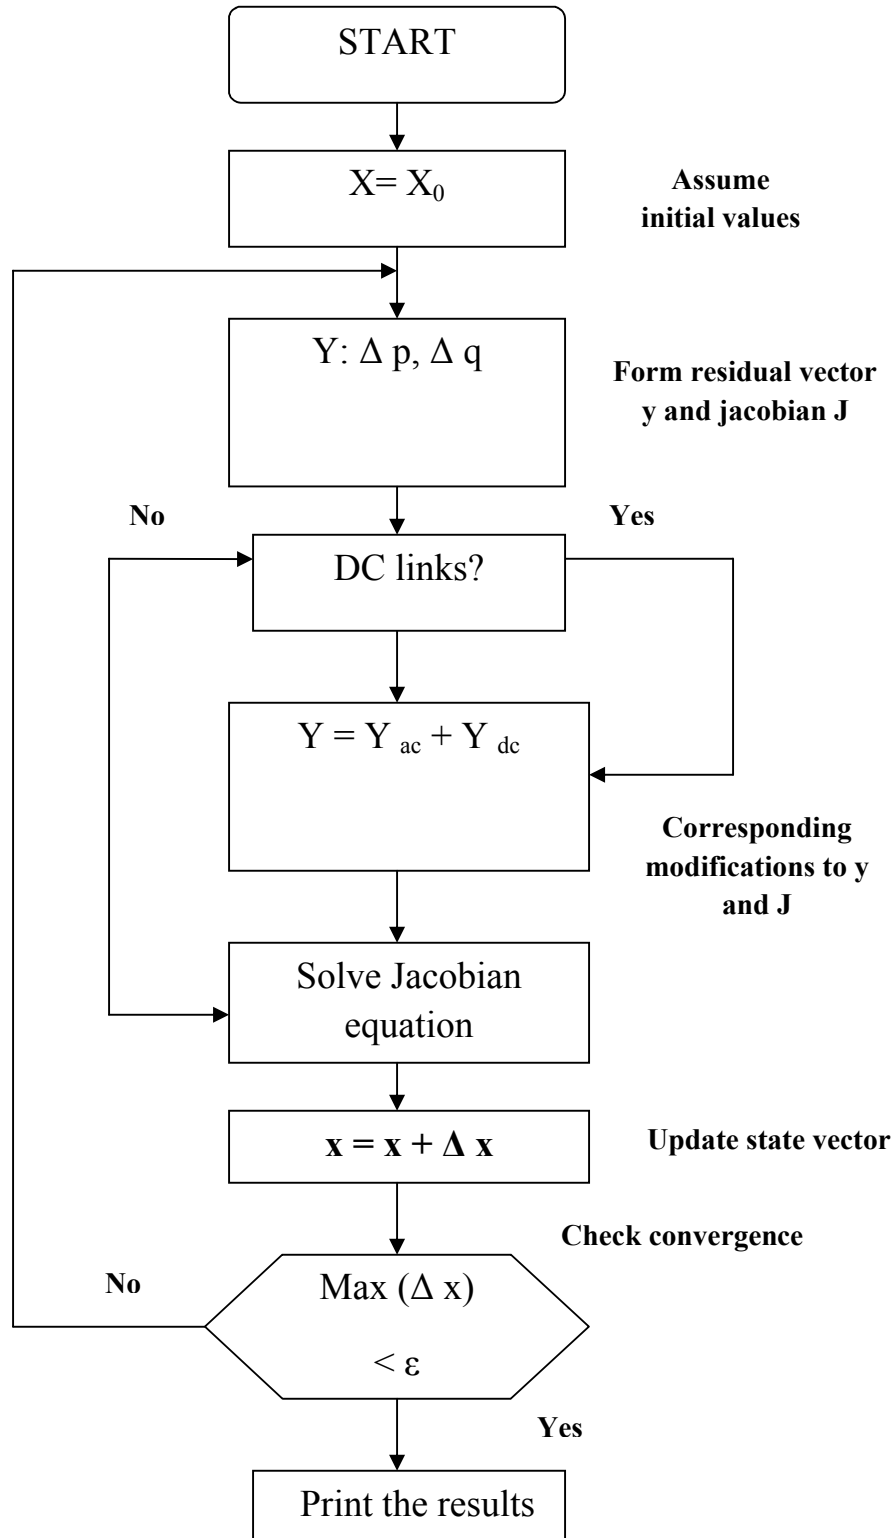 START
X= X₀
Assume
initial values
Y: Δ p, Δ q
Form residual vector
y and jacobian J
No
Yes
DC links?
Y = Y ac + Y dc
Corresponding
modifications to y
and J
Solve Jacobian
equation
x = x + Δ x
Update state vector
Check convergence
No
Max (Δ x)
< ε
Yes
Print the results